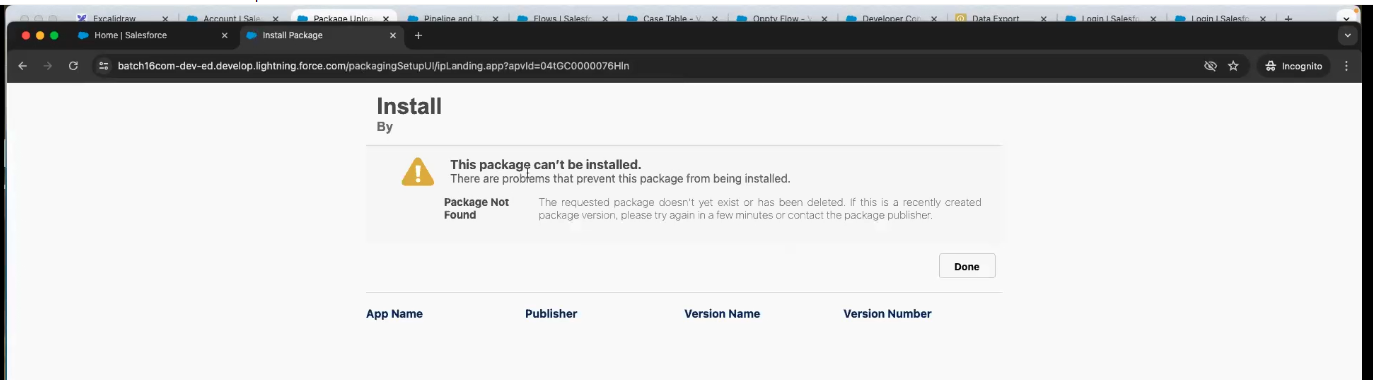 Excalidraw
Account | Sale
Package Uploa
Pipeline and
Flows | Salesfo
Case Table -
Oppty Flow -
Developer Con
Data Export
Login | Salesfo
Login | Salesfo
Home | Salesforce
Install Package
batch16com-dev-ed.develop.lightning.force.com/packagingSetupUI/ipLanding.app?apvId=04tGC0000076Hln
Incognito
Install
By
This package can't be installed.
There are problems that prevent this package from being installed.
Package Not Found
The requested package doesn't yet exist or has been deleted. If this is a recently created
package version, please try again in a few minutes or contact the package publisher.
Done
App Name Publisher Version Name Version Number